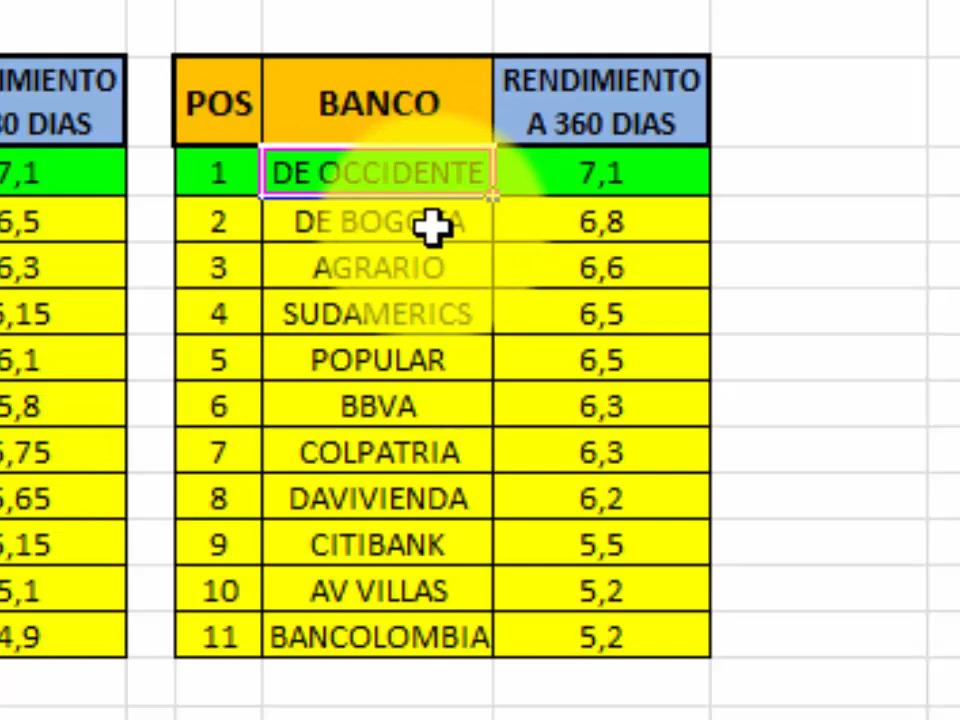 IMIENTO
0 DIAS
7,1
6,5
6,3
,15
6,1
5,8
,75
,65
,15
5,1
4,9
POS BANCO RENDIMIENTO
A 360 DIAS
1 DE OCCIDENTE 7,1
2 DE BOGOTA 6,8
3 AGRARIO 6,6
4 SUDAMERICS 6,5
5 POPULAR 6,5
6 BBVA 6,3
7 COLPATRIA 6,3
8 DAVIVIENDA 6,2
9 CITIBANK 5,5
10 AV VILLAS 5,2
11 BANCOLOMBIA 5,2